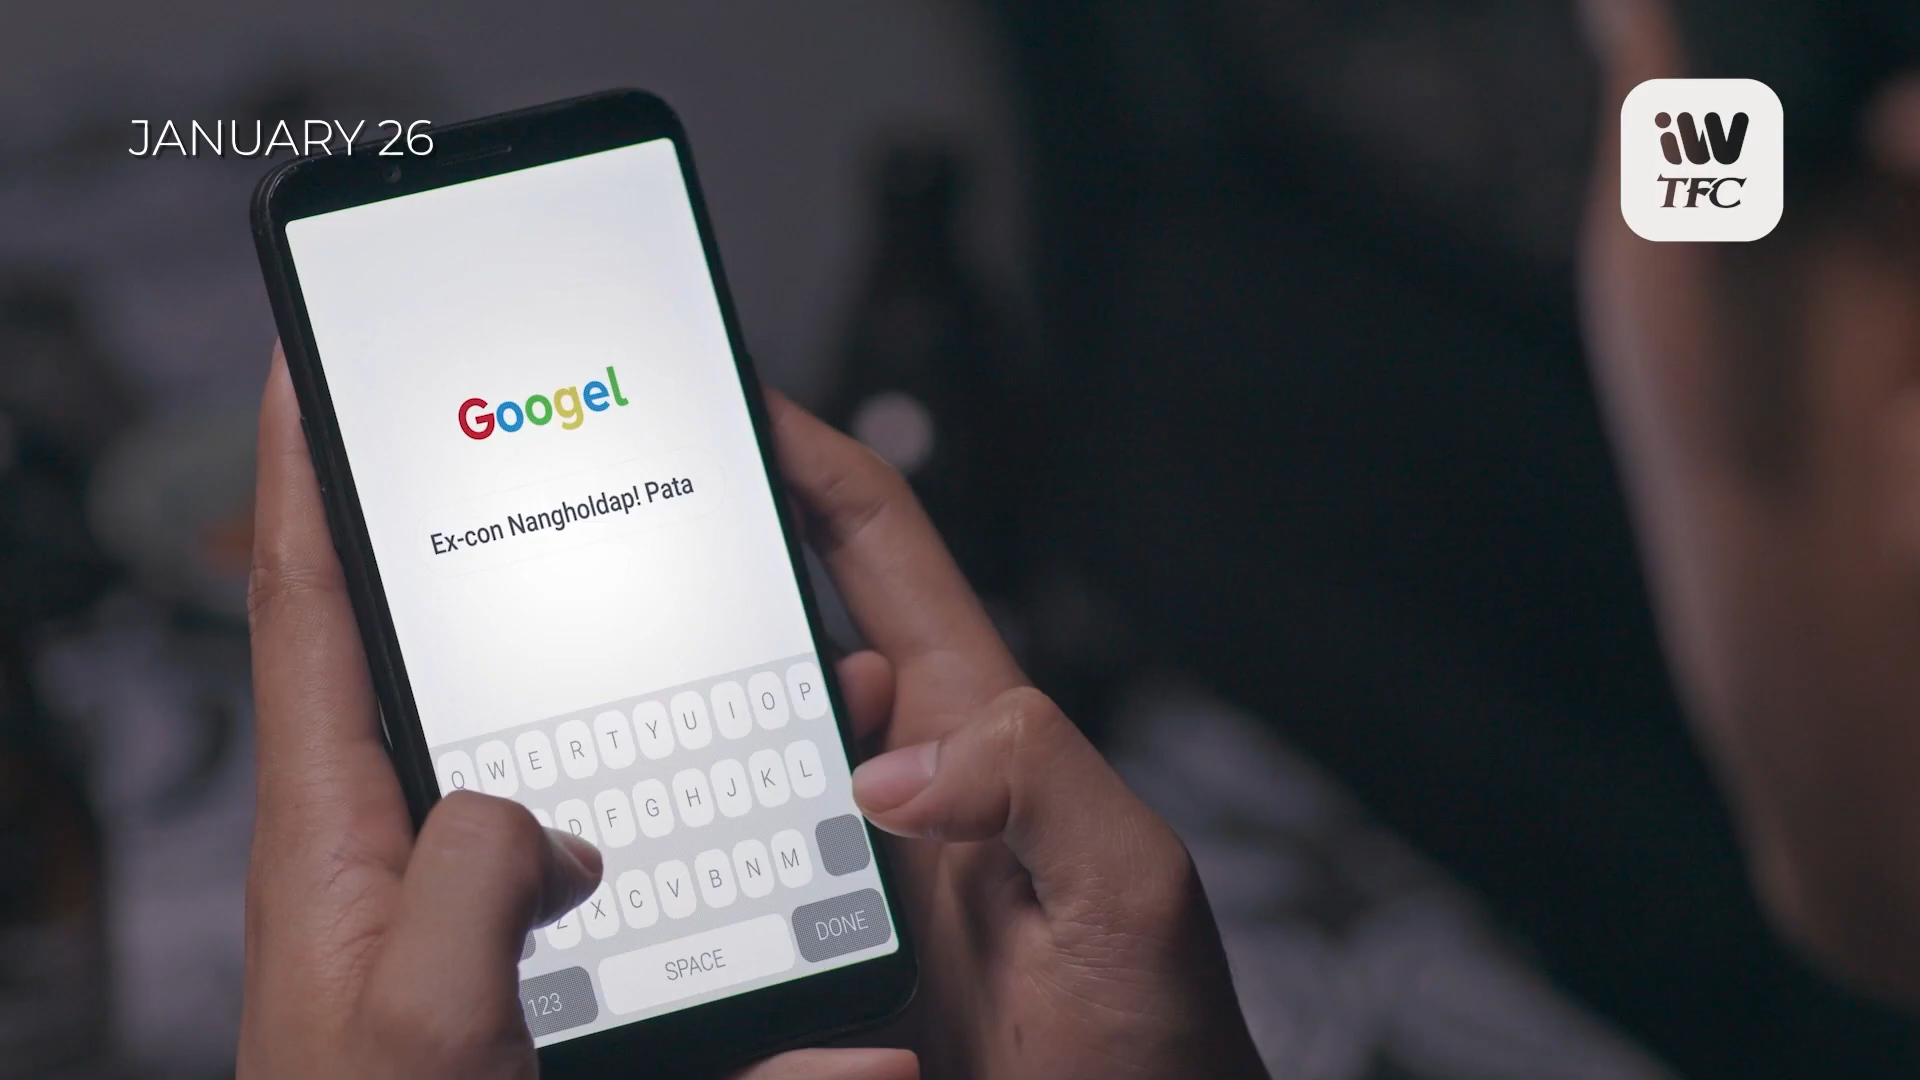 JANUARY 26
iW
TFC
Googel
Ex-con Nangholdap! Pata
Q W E R T Y U I O P
D F G H J K L
Z X C V B N M
123 SPACE DONE